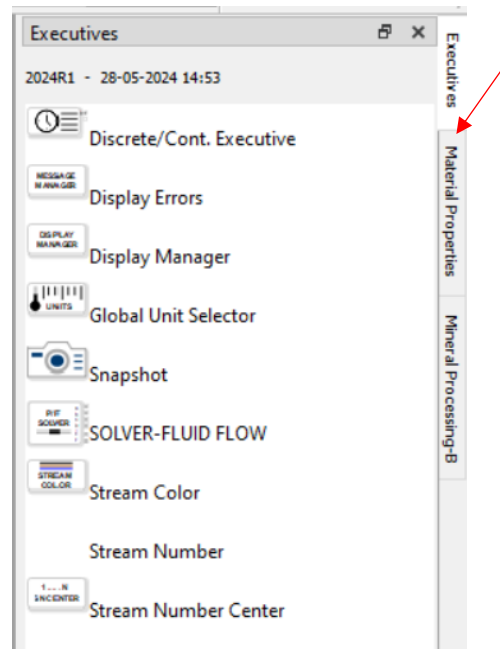 Executives
2024R1 - 28-05-2024 14:53
Discrete/Cont. Executive
MESSAGE
MANAGER
Display Errors
DISPLAY
MANAGER
Display Manager
UNITS
Global Unit Selector
Snapshot
P/F
SOLVER
SOLVER-FLUID FLOW
STREAM
COLOR
Stream Color
Stream Number
1....N
SNCENTER
Stream Number Center
Executives
Material Properties
Mineral Processing-B